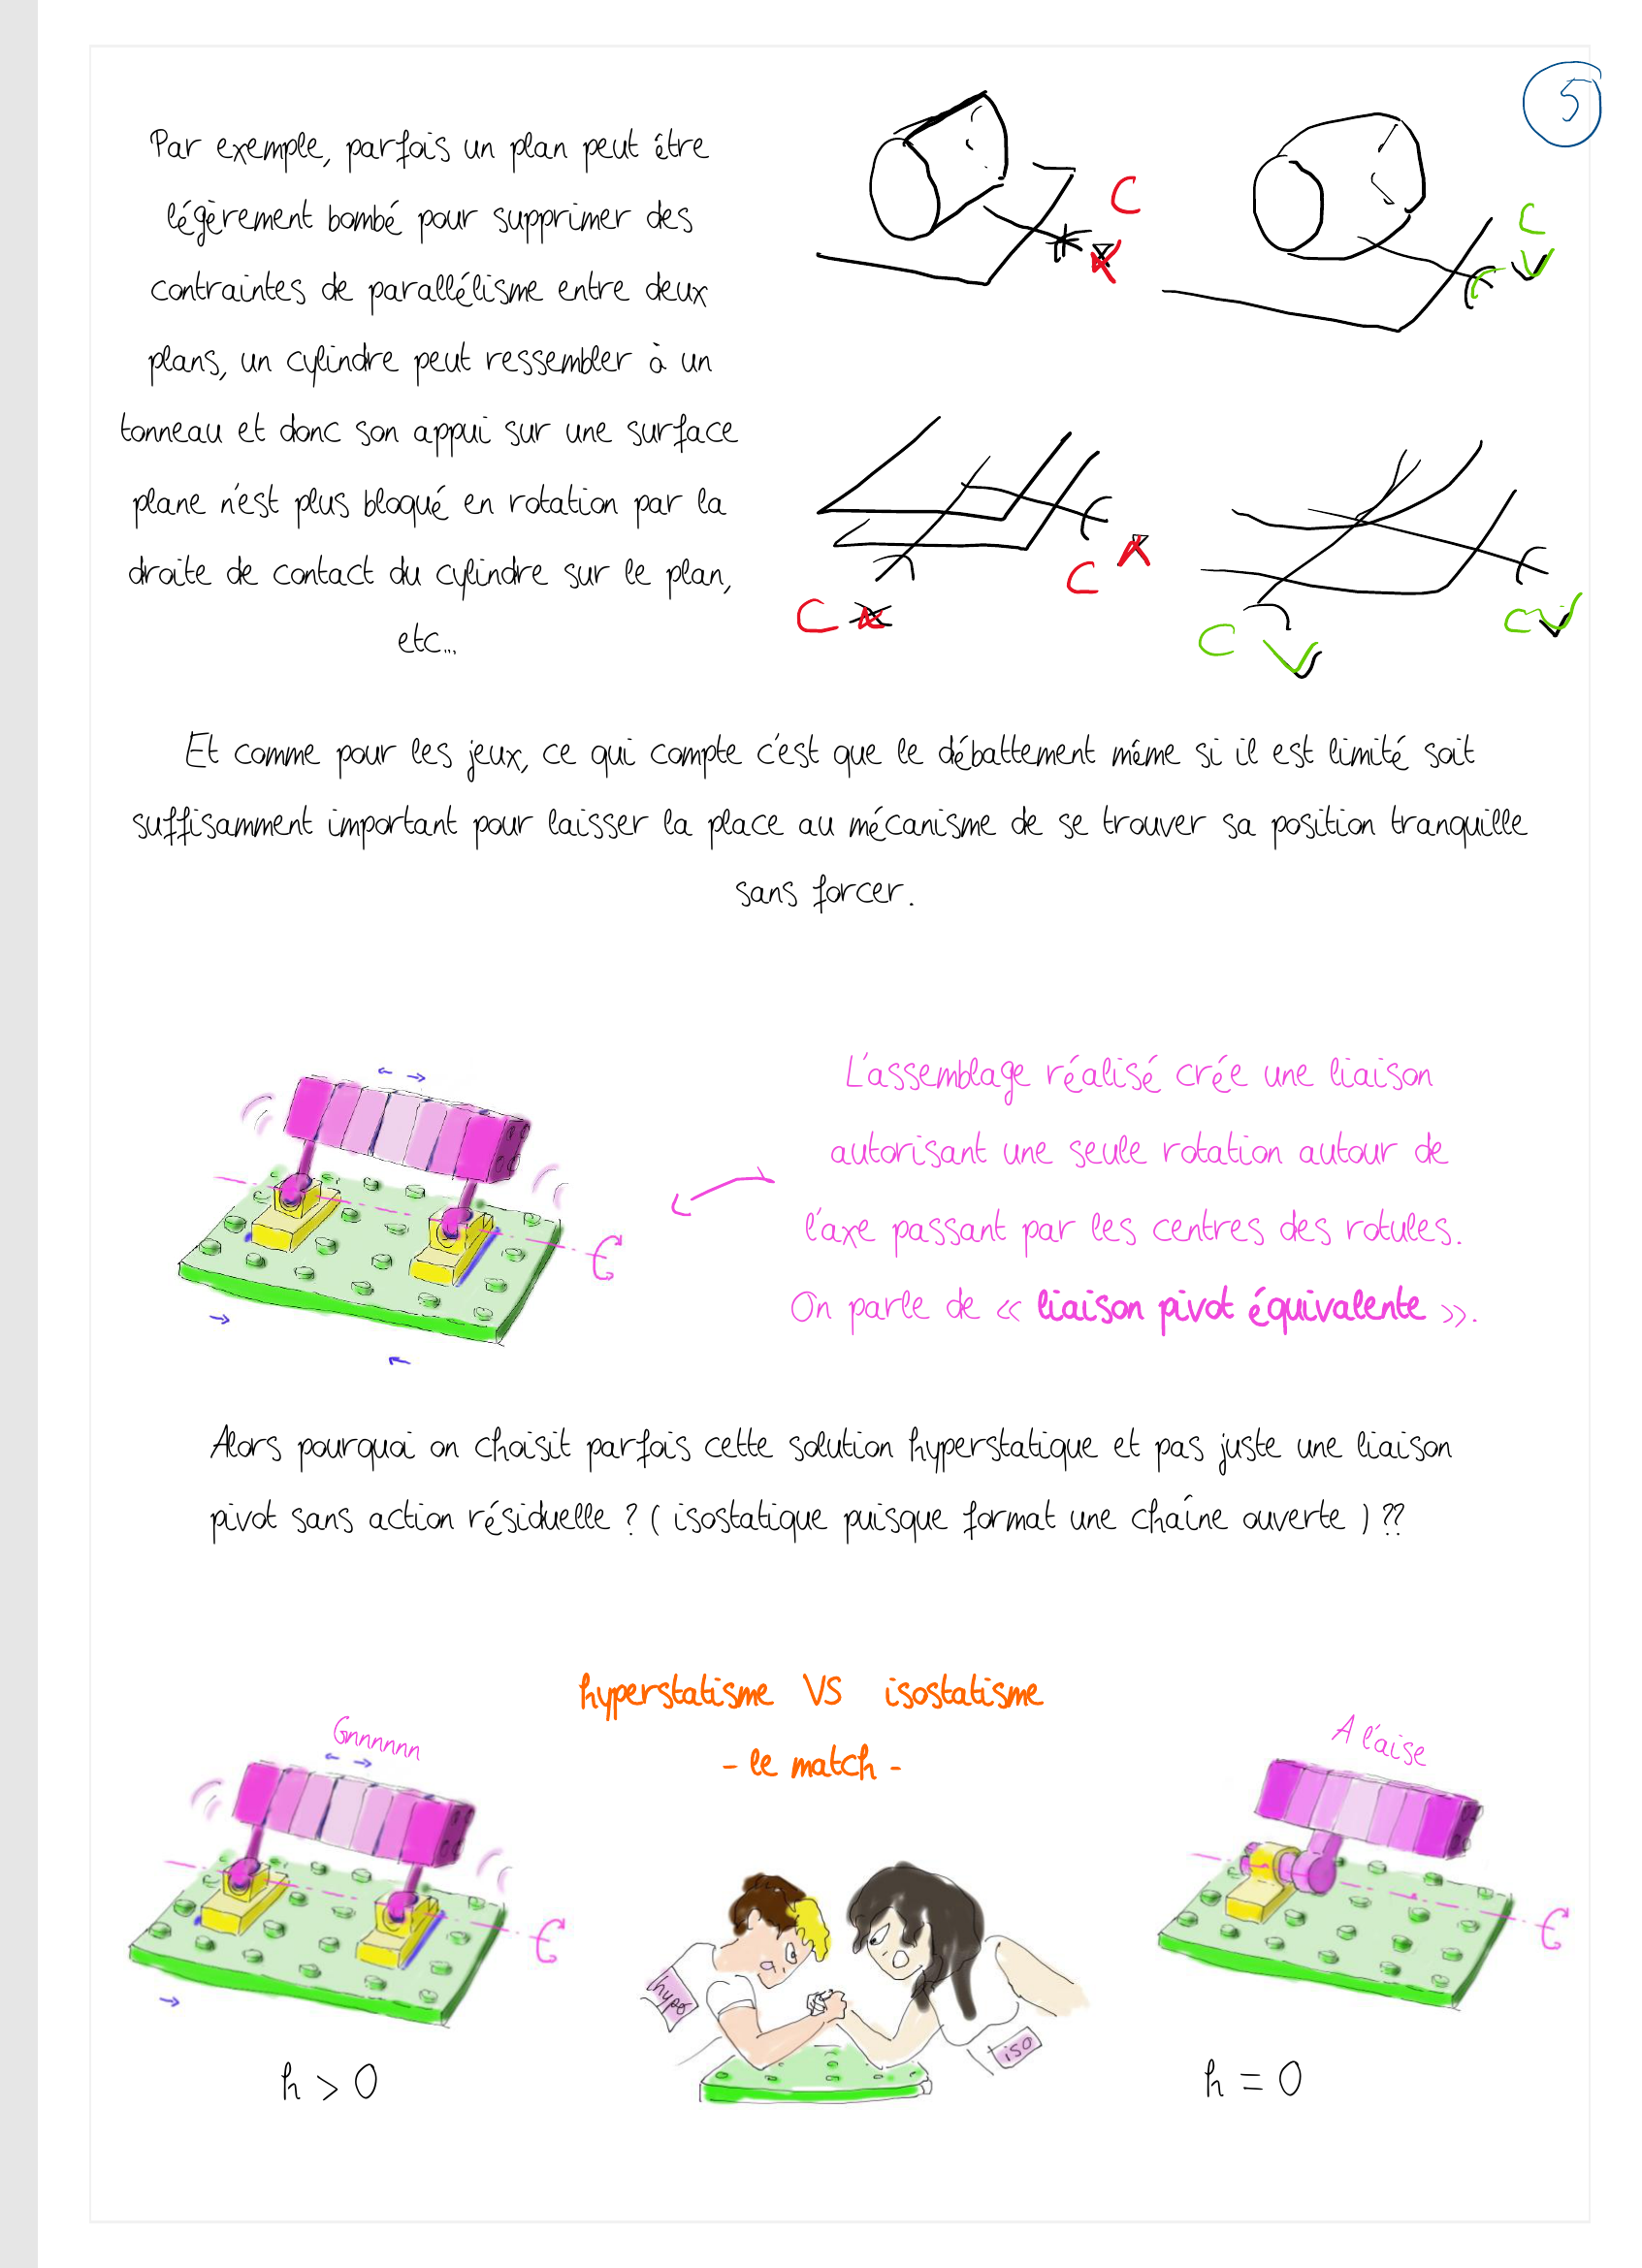 5
Par exemple, parfois un plan peut être
légèrement bombé pour supprimer des
contraintes de parallélisme entre deux
plans, un cylindre peut ressembler à un
tonneau et donc son appui sur une surface
plane n'est plus bloqué en rotation par la
droite de contact du cylindre sur le plan,
etc...
C
C
C
C
C
C
Et comme pour les jeux, ce qui compte c'est que le débattement même si il est limité soit
suffisamment important pour laisser la place au mécanisme de se trouver sa position tranquille
sans forcer.
L'assemblage réalisé crée une liaison
autorisant une seule rotation autour de
l'axe passant par les centres des rotules.
On parle de « liaison pivot équivalente ».
Alors pourquoi on choisit parfois cette solution hyperstatique et pas juste une liaison
pivot sans action résiduelle ? ( isostatique puisque format une chaîne ouverte ) ??
hyperstatisme VS isostatisme
- le match -
Gnnnnnn
A l'aise
hypo
iso
h > 0
h = 0